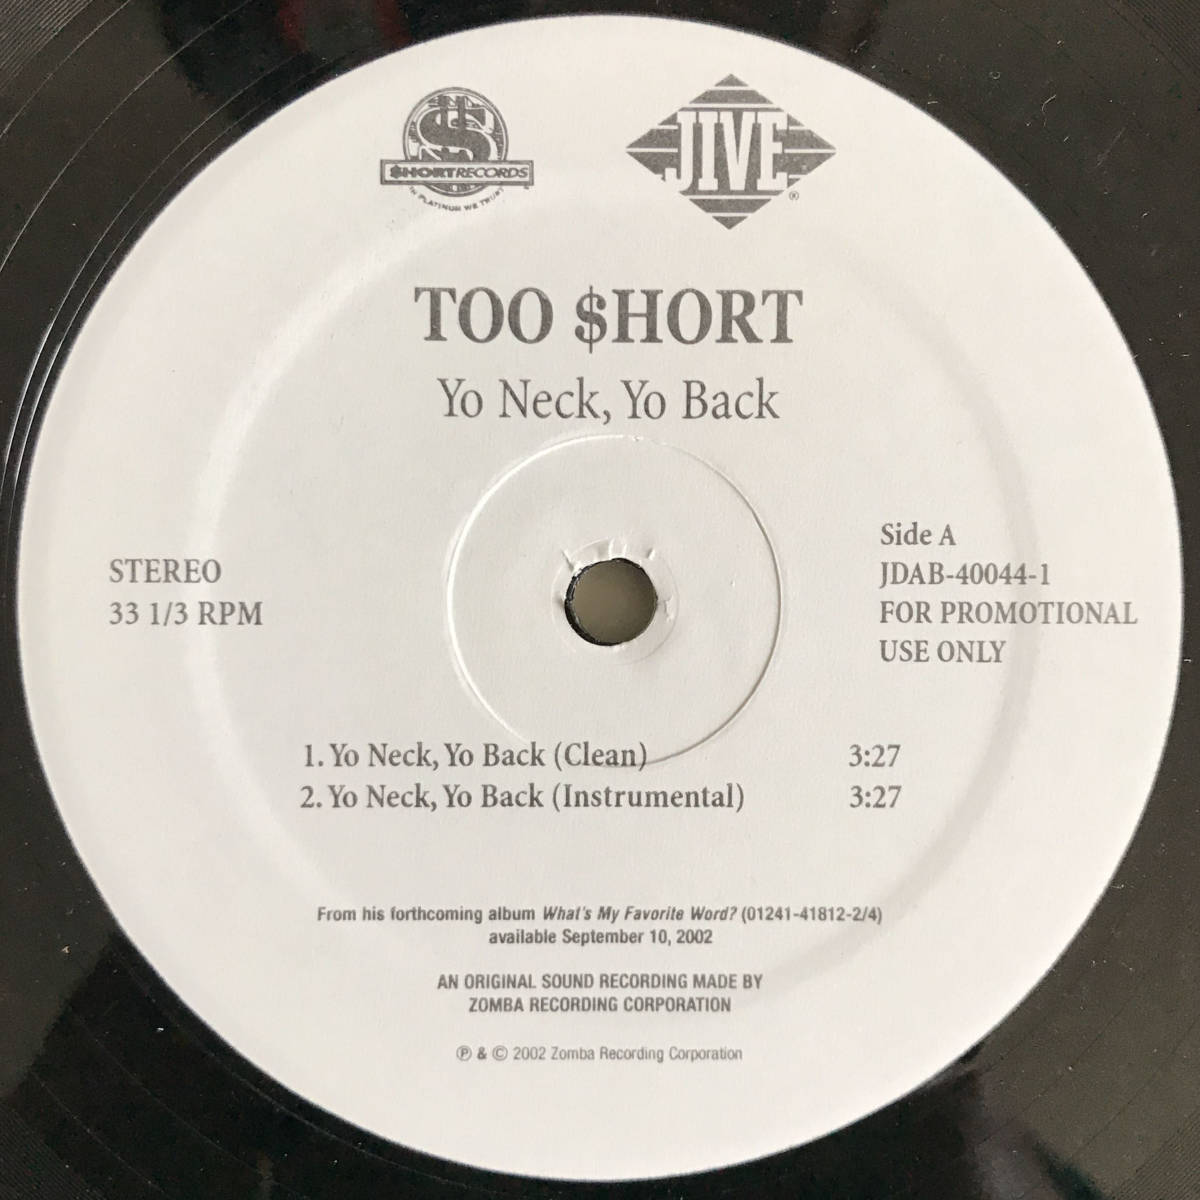 $HORTRECORDS
IN PLATINUM WE TRUST
JIVE®
TOO $HORT
Yo Neck, Yo Back
STEREO
33 1/3 RPM
Side A
JDAB-40044-1
FOR PROMOTIONAL
USE ONLY
1. Yo Neck, Yo Back (Clean) 3:27
2. Yo Neck, Yo Back (Instrumental) 3:27
From his forthcoming album What's My Favorite Word? (01241-41812-2/4)
available September 10, 2002
AN ORIGINAL SOUND RECORDING MADE BY
ZOMBA RECORDING CORPORATION
℗ & © 2002 Zomba Recording Corporation